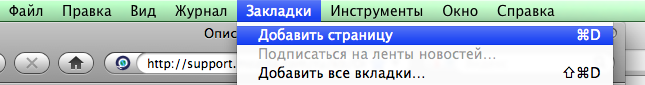 Файл Правка Вид Журнал Закладки Инструменты Окно Справка
Опис
Добавить страницу ⌘D
Подписаться на ленты новостей...
http://support.
Добавить все вкладки... ⇧⌘D